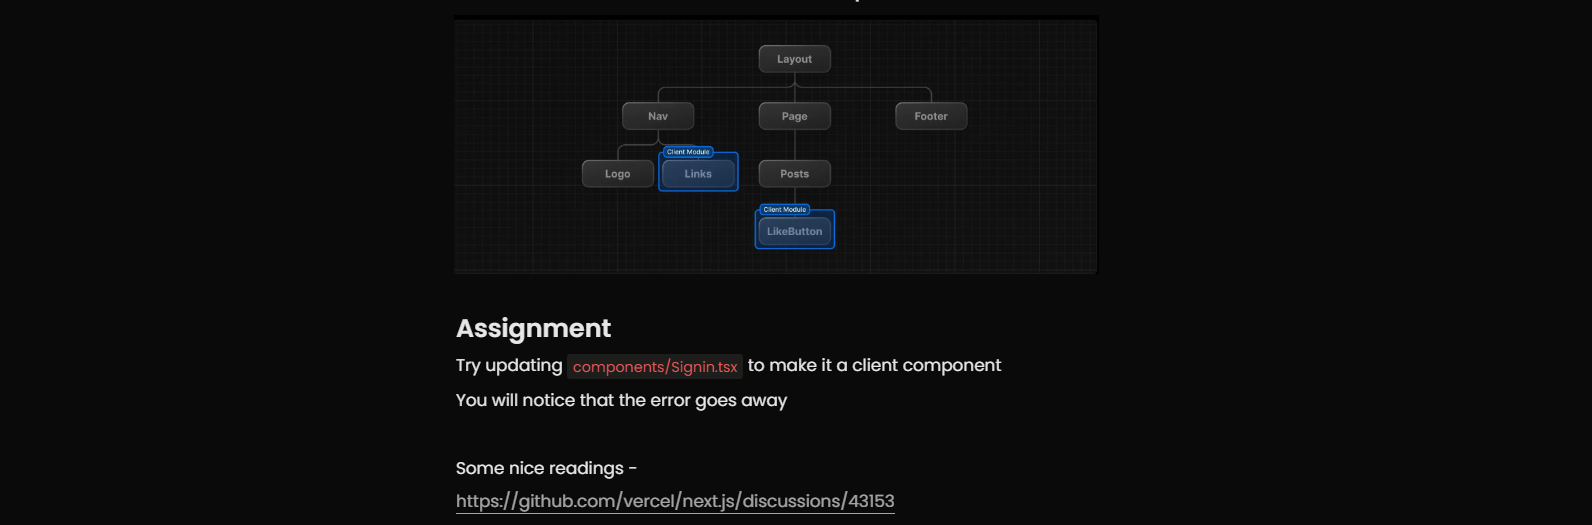 Layout
Nav Page Footer
Client Module
Logo Links Posts
Client Module
LikeButton
Assignment
Try updating components/Signin.tsx to make it a client component
You will notice that the error goes away
Some nice readings -
https://github.com/vercel/next.js/discussions/43153